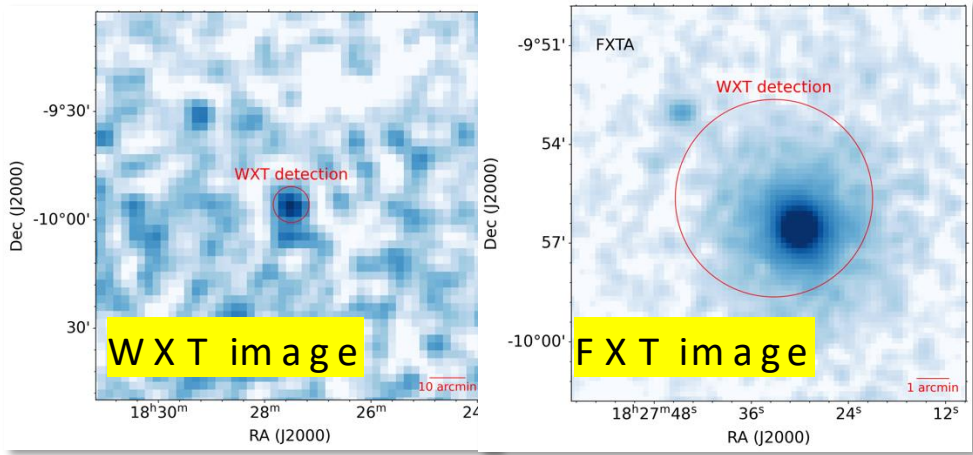 -9°30'
-10°00'
30'
Dec (J2000)
WXT detection
WXT image
10 arcmin
18ʰ30ᵐ
28ᵐ
26ᵐ
24
RA (J2000)
FXTA
WXT detection
-9°51'
54'
57'
-10°00'
Dec (J2000)
FXT image
1 arcmin
18ʰ27ᵐ48ˢ
36ˢ
24ˢ
12ˢ
RA (J2000)